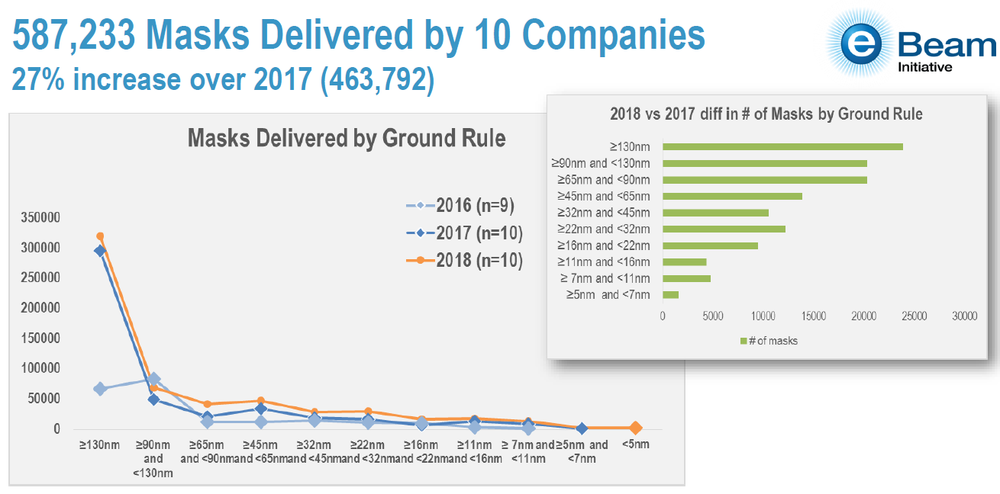 587,233 Masks Delivered by 10 Companies
27% increase over 2017 (463,792)
e Beam
Initiative
Masks Delivered by Ground Rule
2016 (n=9)
2017 (n=10)
2018 (n=10)
350000
300000
250000
200000
150000
100000
50000
0
≥130nm
≥90nm
and
<130nm
≥65nm
and <90nm
≥45nm
and <65nm
≥32nm
and <45nm
≥22nm
and <32nm
≥16nm
and <22nm
≥11nm
and <16nm
≥ 7nm and
<11nm
≥5nm and
<7nm
<5nm
2018 vs 2017 diff in # of Masks by Ground Rule
≥130nm
≥90nm and <130nm
≥65nm and <90nm
≥45nm and <65nm
≥32nm and <45nm
≥22nm and <32nm
≥16nm and <22nm
≥11nm and <16nm
≥ 7nm and <11nm
≥5nm and <7nm
0 5000 10000 15000 20000 25000 30000
# of masks